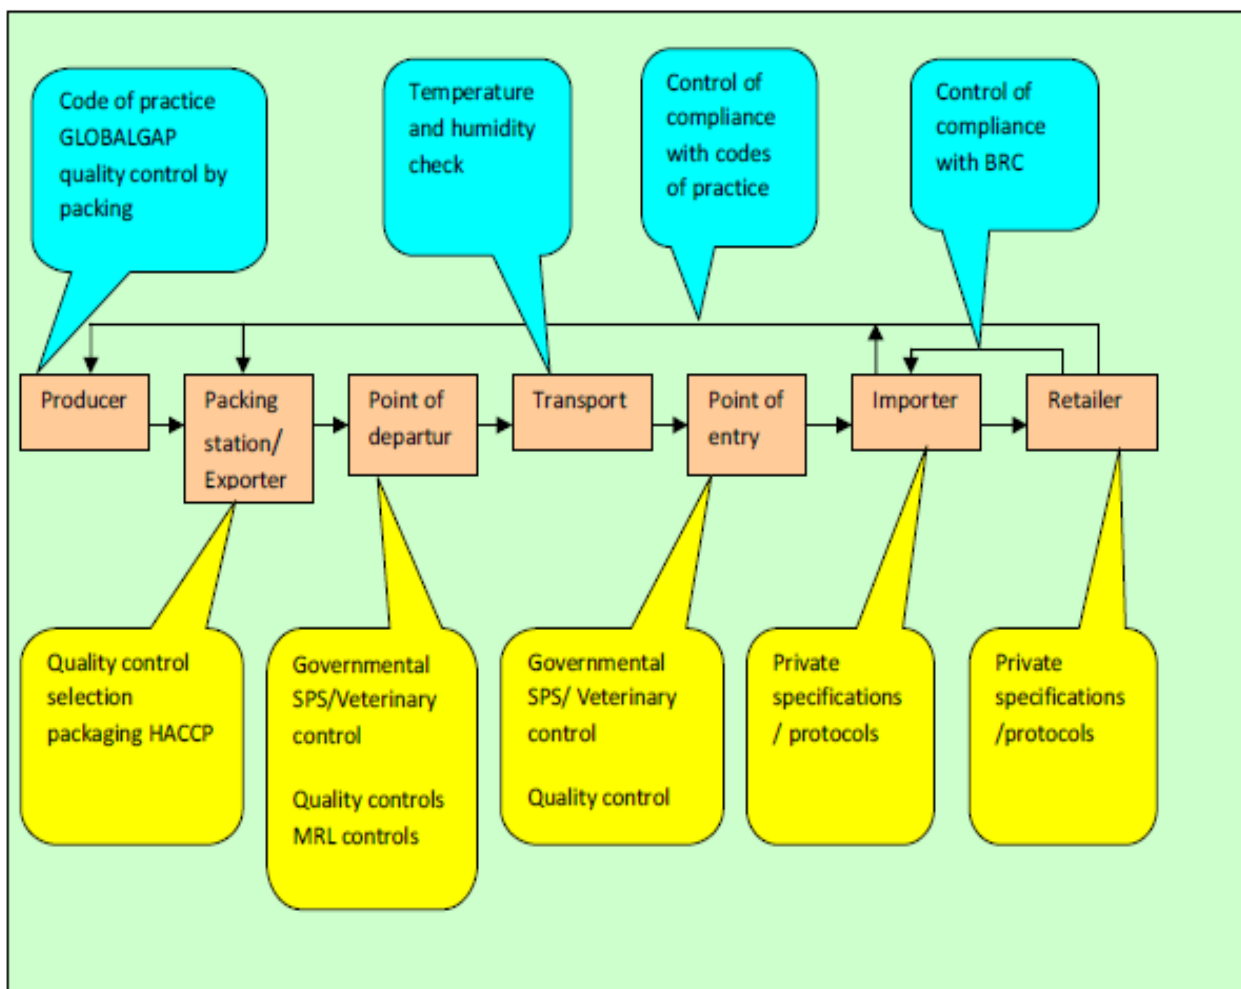 Code of practice
GLOBALGAP
quality control by
packing
Temperature
and humidity
check
Control of
compliance
with codes
of practice
Control of
compliance
with BRC
Producer
Packing
station/
Exporter
Point of
departur
Transport
Point of
entry
Importer
Retailer
Quality control
selection
packaging HACCP
Governmental
SPS/Veterinary
control
Quality controls
MRL controls
Governmental
SPS/ Veterinary
control
Quality control
Private
specifications
/ protocols
Private
specifications
/protocols